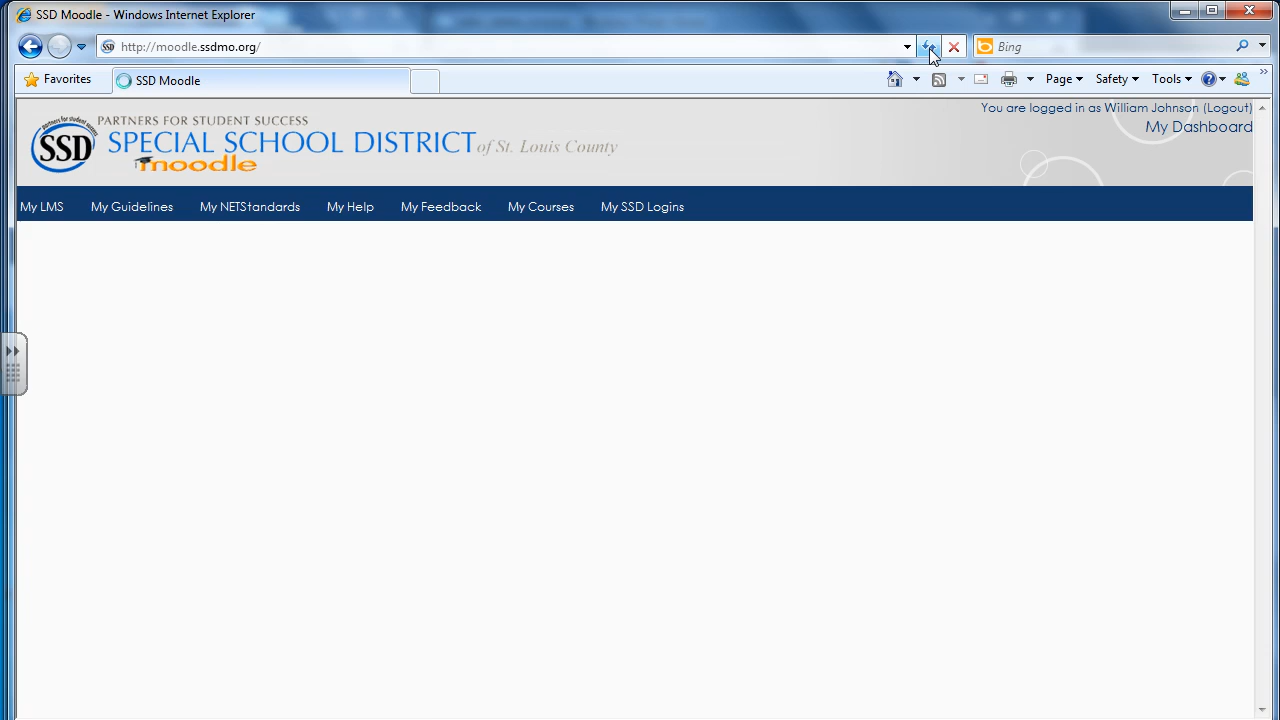 SSD Moodle - Windows Internet Explorer
http://moodle.ssdmo.org/
Bing
Favorites
SSD Moodle
Page
Safety
Tools
You are logged in as William Johnson (Logout)
My Dashboard
SSD
PARTNERS FOR STUDENT SUCCESS
SPECIAL SCHOOL DISTRICT of St. Louis County
moodle
My LMS My Guidelines My NETStandards My Help My Feedback My Courses My SSD Logins